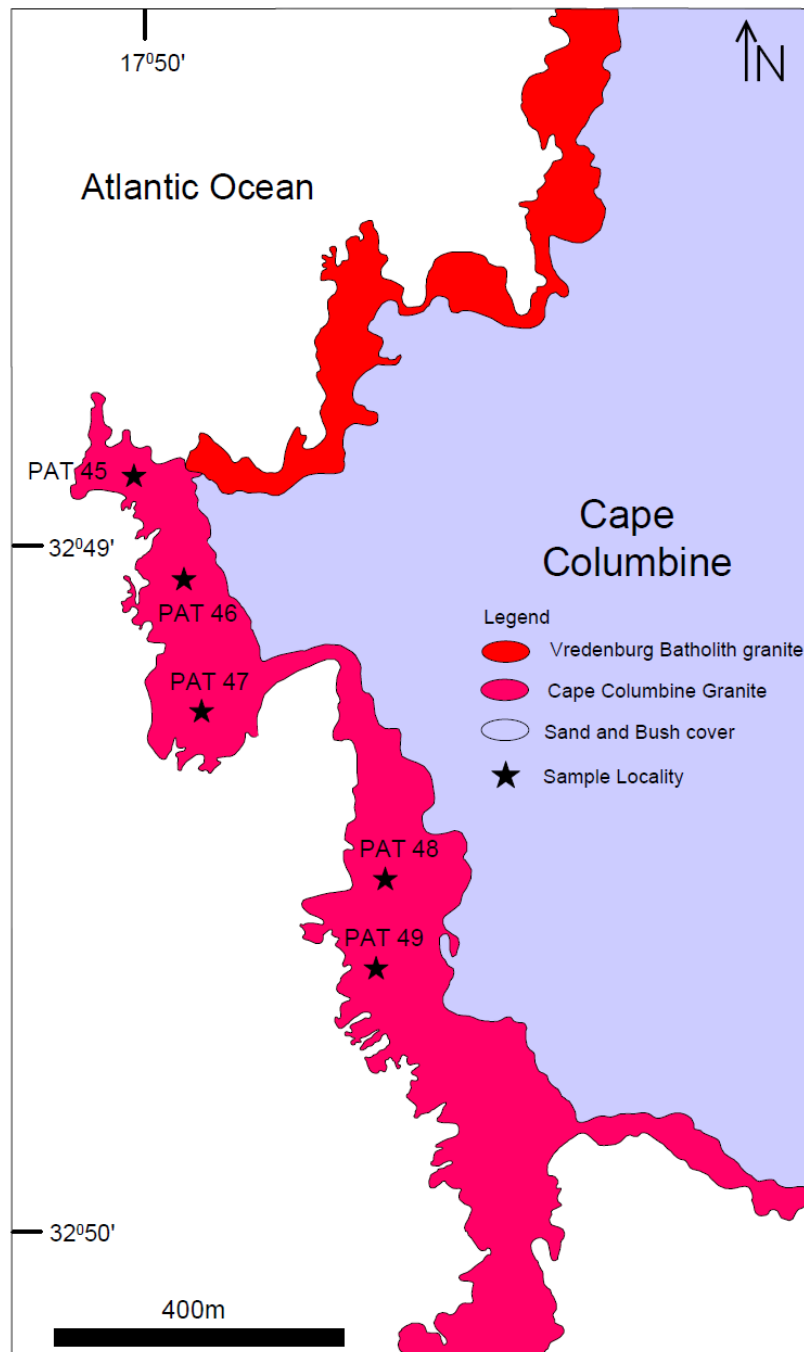 17⁰50'
N
Atlantic Ocean
PAT 45
32⁰49'
Cape
Columbine
PAT 46
Legend
Vredenburg Batholith granite
PAT 47
Cape Columbine Granite
Sand and Bush cover
Sample Locality
PAT 48
PAT 49
32⁰50'
400m